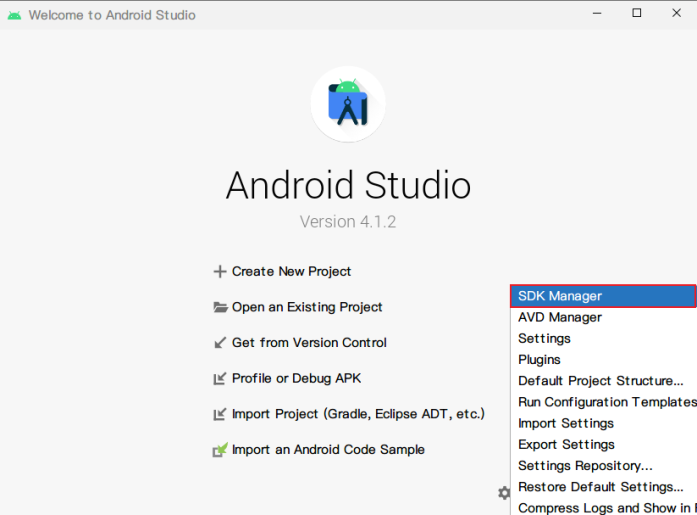 Welcome to Android Studio
Android Studio
Version 4.1.2
Create New Project
Open an Existing Project
Get from Version Control
Profile or Debug APK
Import Project (Gradle, Eclipse ADT, etc.)
Import an Android Code Sample
SDK Manager
AVD Manager
Settings
Plugins
Default Project Structure...
Run Configuration Templates
Import Settings
Export Settings
Settings Repository...
Restore Default Settings...
Compress Logs and Show in